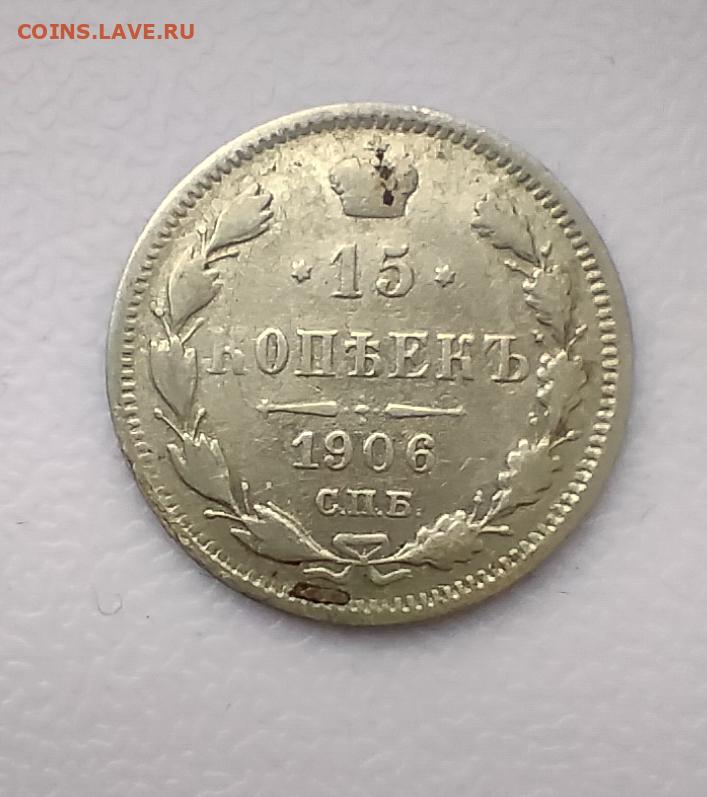 COINS.LAVE.RU
* 15 *
КОПѢЕКЪ
1906
С.П.Б.